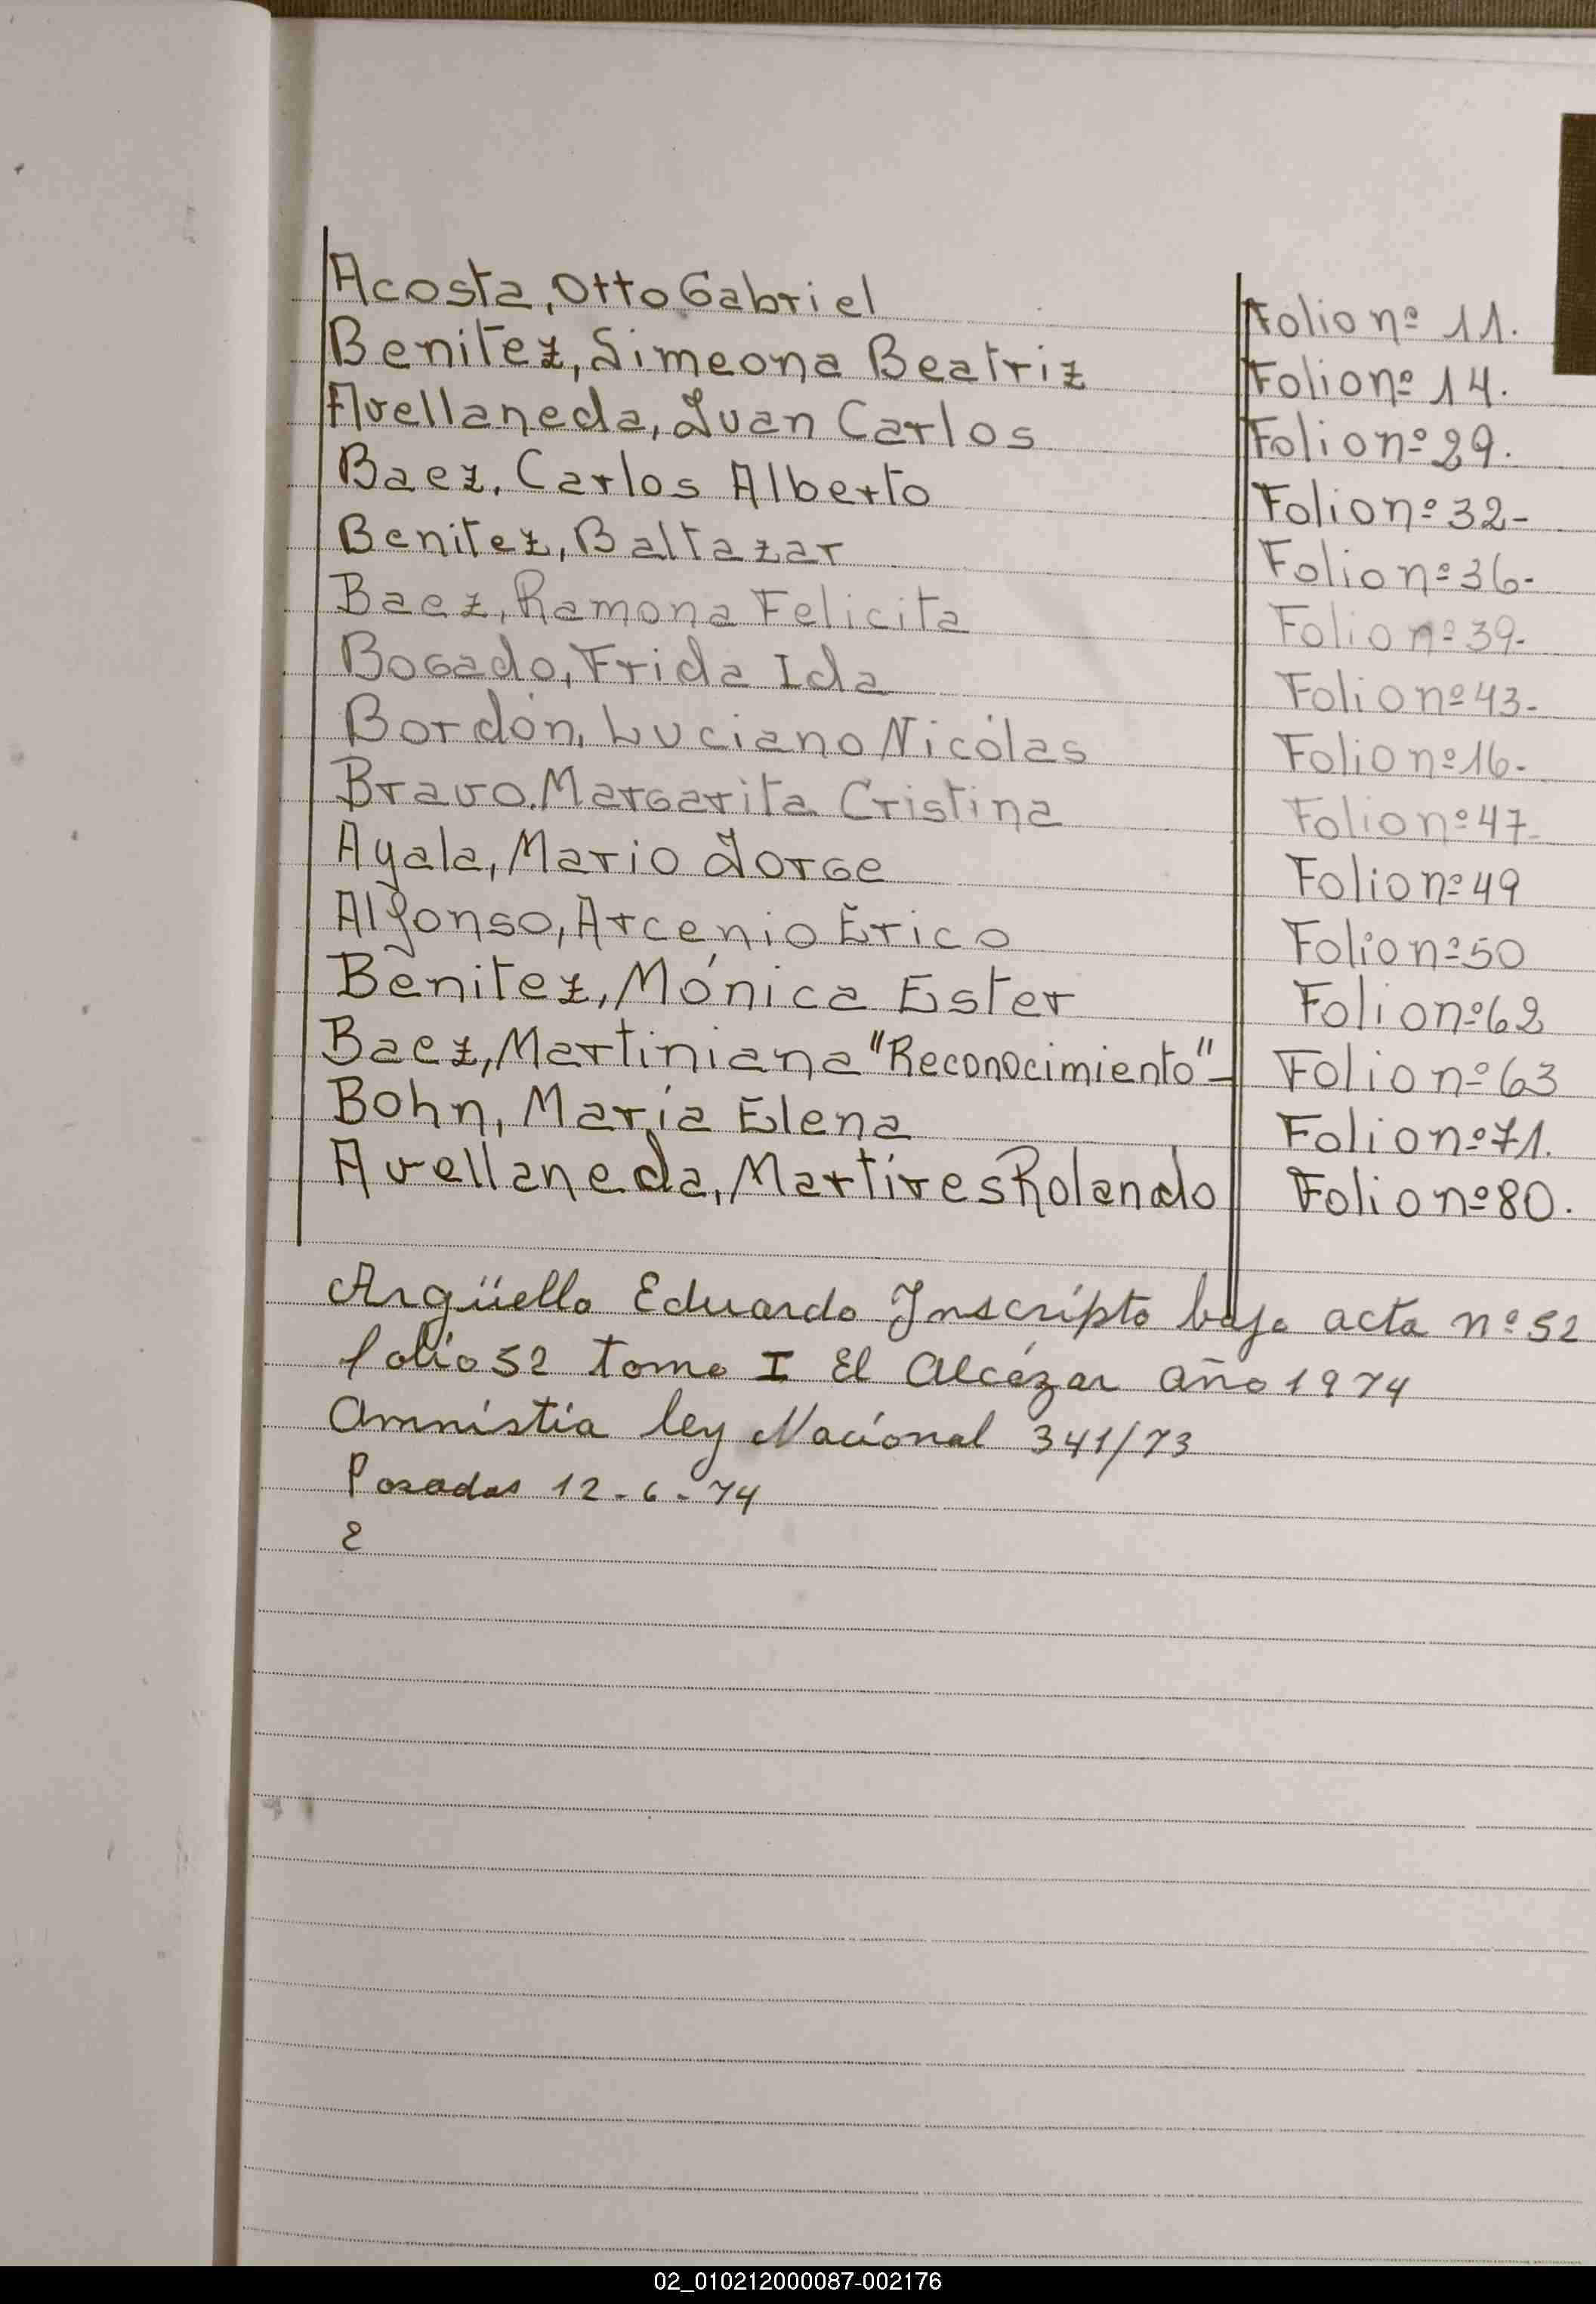 Acosta, Otto Gabriel Folio nº 11.
Benitez, Simeona Beatriz Folio nº 14.
Avellaneda, Juan Carlos Folio nº 29.
Baez, Carlos Alberto Folio nº 32-
Benitez, Baltazar Folio nº 36-
Baez, Ramona Felicita Folio nº 39-
Bogado, Frida Ida Folio nº 43-
Bordón, Luciano Nicólas Folio nº 16-
Bravo, Margarita Cristina Folio nº 47-
Ayala, Mario Jorge Folio nº 49
Alfonso, Arcenio Erico Folio nº 50
Benitez, Mónica Ester Folio nº 62
Baez, Martiniana "Reconocimiento"- Folio nº 63
Bohn, María Elena Folio nº 71.
Avellaneda, Martires Rolando Folio nº 80.
Argüello Eduardo Inscripto bajo acta nº 52
folio 52 tomo I El Alcázar año 1974
Amnistia ley Nacional 341/73
Posadas 12-6-74
02_010212000087-002176